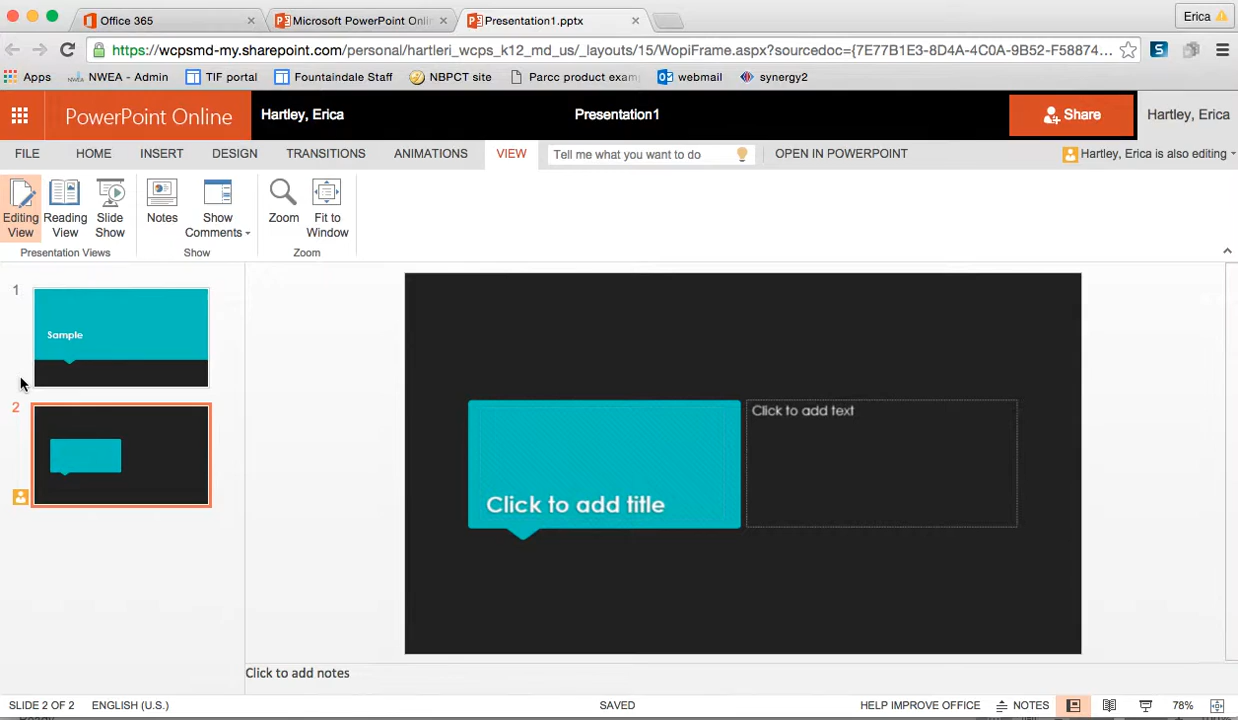 Office 365
Microsoft PowerPoint Onlin
Presentation1.pptx
Erica
https://wcpsmd-my.sharepoint.com/personal/hartleri_wcps_k12_md_us/_layouts/15/WopiFrame.aspx?sourcedoc={7E77B1E3-8D4A-4C0A-9B52-F58874...
Apps
NWEA - Admin
TIF portal
Fountaindale Staff
NBPCT site
Parcc product exam
webmail
synergy2
PowerPoint Online
Hartley, Erica
Presentation1
Share
Hartley, Erica
FILE
HOME
INSERT
DESIGN
TRANSITIONS
ANIMATIONS
VIEW
Tell me what you want to do
OPEN IN POWERPOINT
Hartley, Erica is also editing
Editing View
Reading View
Slide Show
Notes
Show Comments
Zoom
Fit to Window
Presentation Views
Show
Zoom
1
Sample
2
Click to add title
Click to add text
Click to add notes
SLIDE 2 OF 2
ENGLISH (U.S.)
SAVED
HELP IMPROVE OFFICE
NOTES
78%